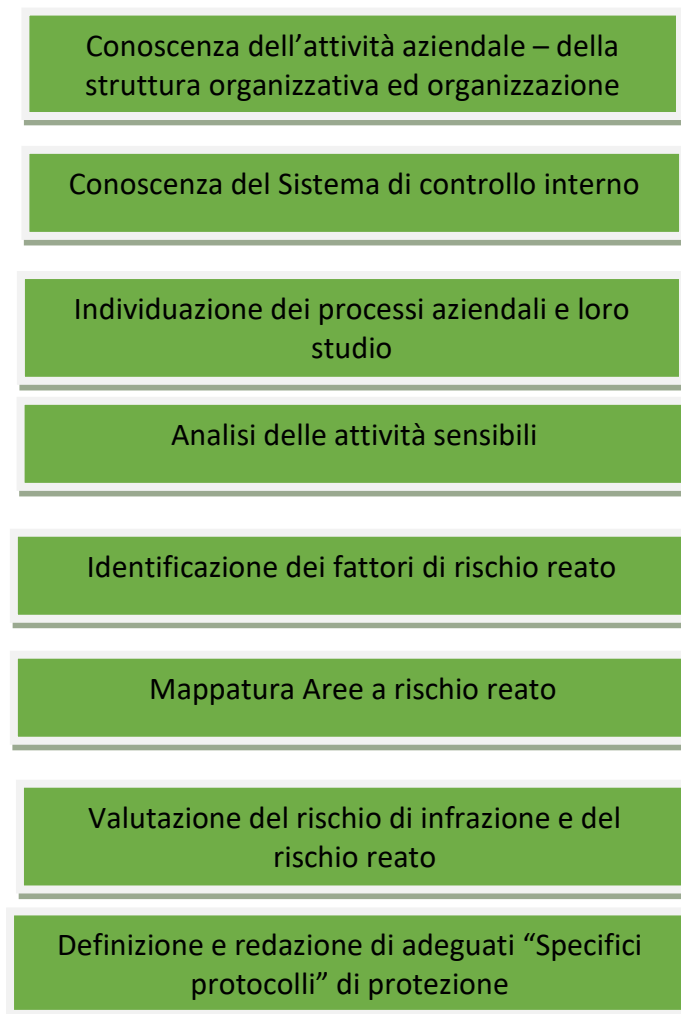 Conoscenza dell’attività aziendale – della
struttura organizzativa ed organizzazione
Conoscenza del Sistema di controllo interno
Individuazione dei processi aziendali e loro
studio
Analisi delle attività sensibili
Identificazione dei fattori di rischio reato
Mappatura Aree a rischio reato
Valutazione del rischio di infrazione e del
rischio reato
Definizione e redazione di adeguati “Specifici
protocolli” di protezione